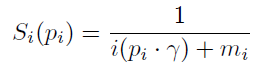 S_i(p_i) = \frac{1}{i(p_i \cdot \gamma) + m_i}